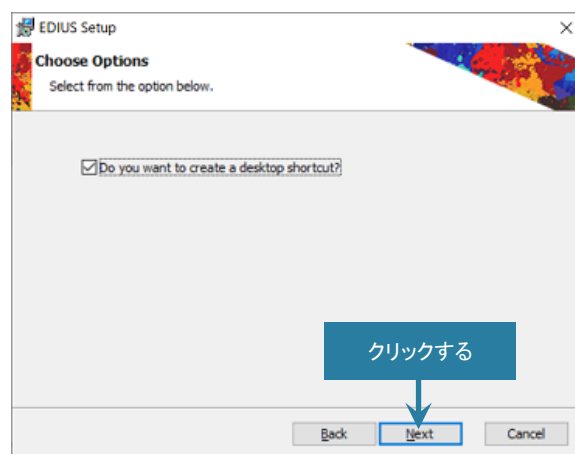 EDIUS Setup
Choose Options
Select from the option below.
Do you want to create a desktop shortcut?
クリックする
Back
Next
Cancel